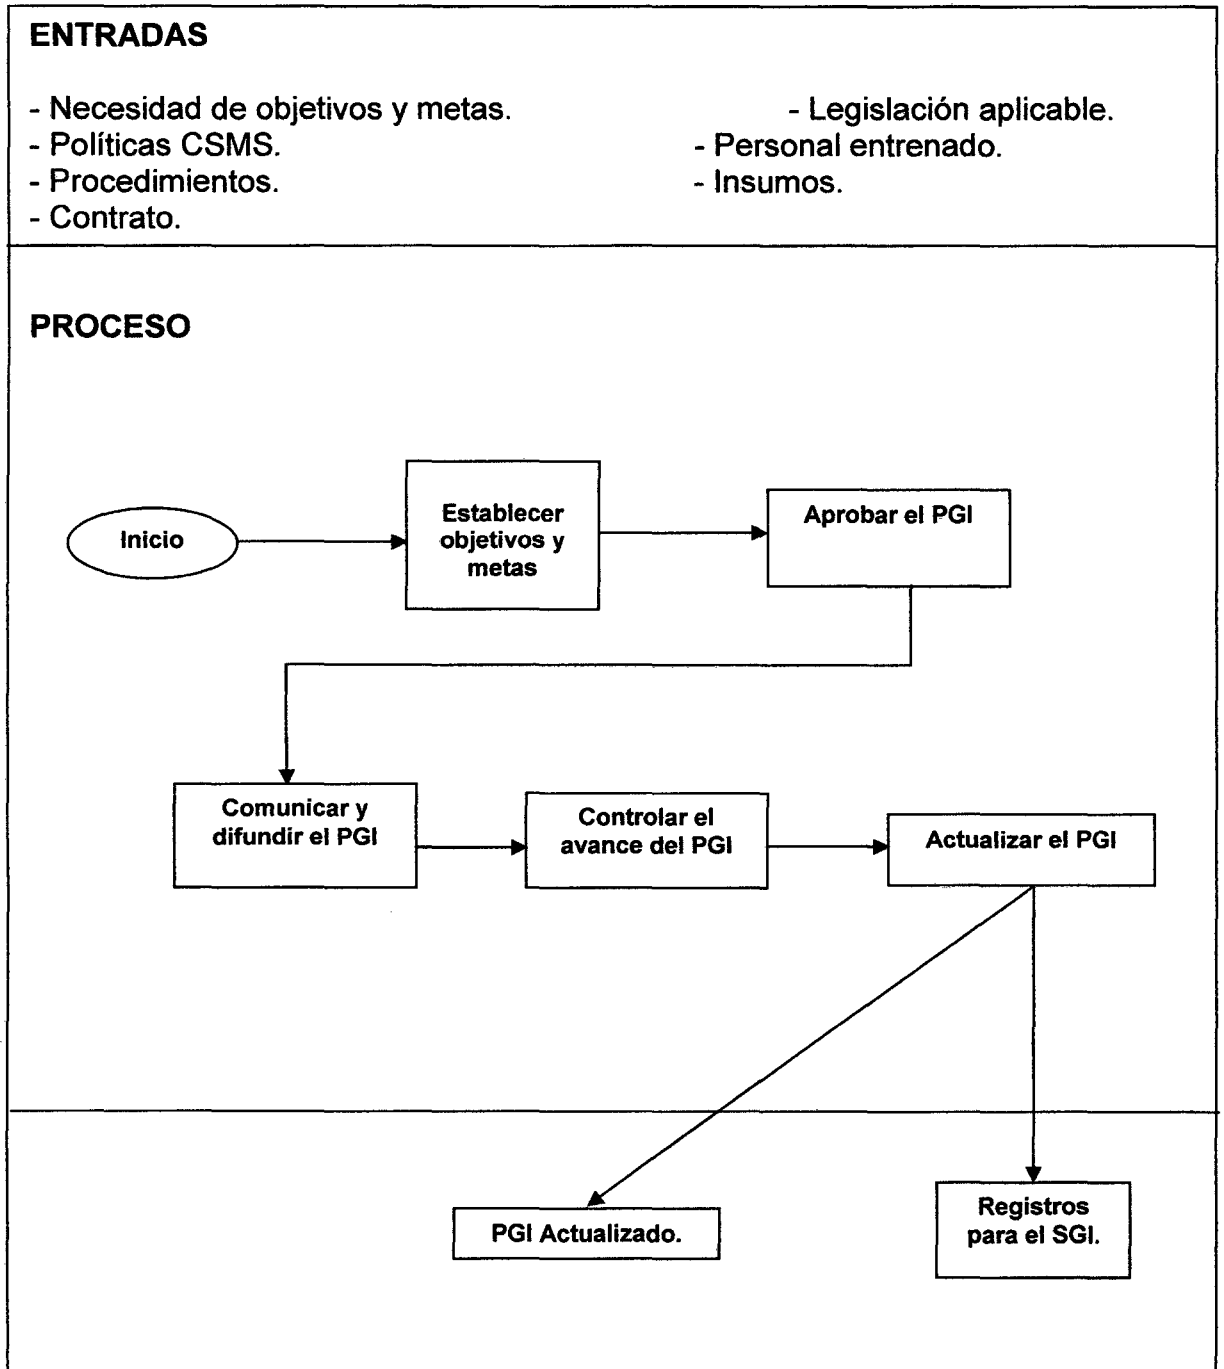 ENTRADAS
- Necesidad de objetivos y metas. - Legislación aplicable.
- Políticas CSMS. - Personal entrenado.
- Procedimientos. - Insumos.
- Contrato.
PROCESO
Inicio
Establecer
objetivos y
metas
Aprobar el PGI
Comunicar y
difundir el PGI
Controlar el
avance del PGI
Actualizar el PGI
PGI Actualizado.
Registros
para el SGI.